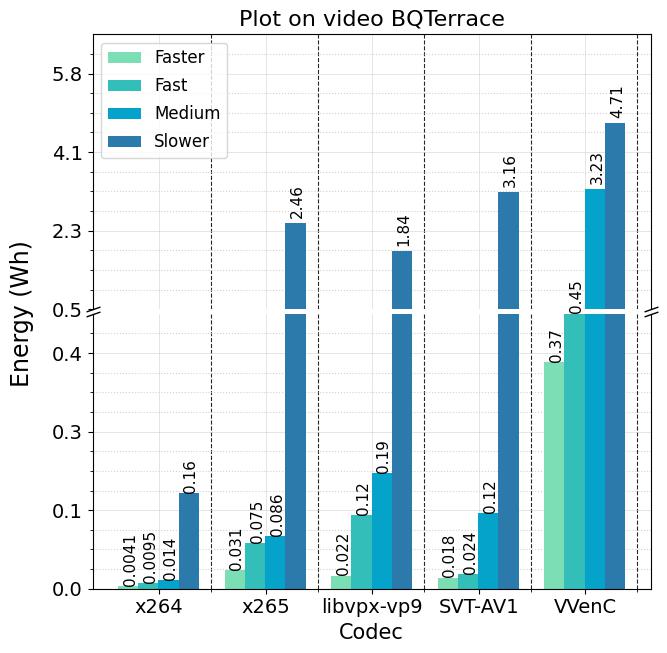 Plot on video BQTerrace
Faster
Fast
Medium
Slower
Energy (Wh)
5.8
4.1
2.3
0.5
0.5
0.4
0.3
0.1
0.0
0.0041
0.0095
0.014
0.16
0.031
0.075
0.086
2.46
0.022
0.12
0.19
1.84
0.018
0.024
0.12
3.16
0.37
0.45
3.23
4.71
x264
x265
libvpx-vp9
SVT-AV1
VVenC
Codec